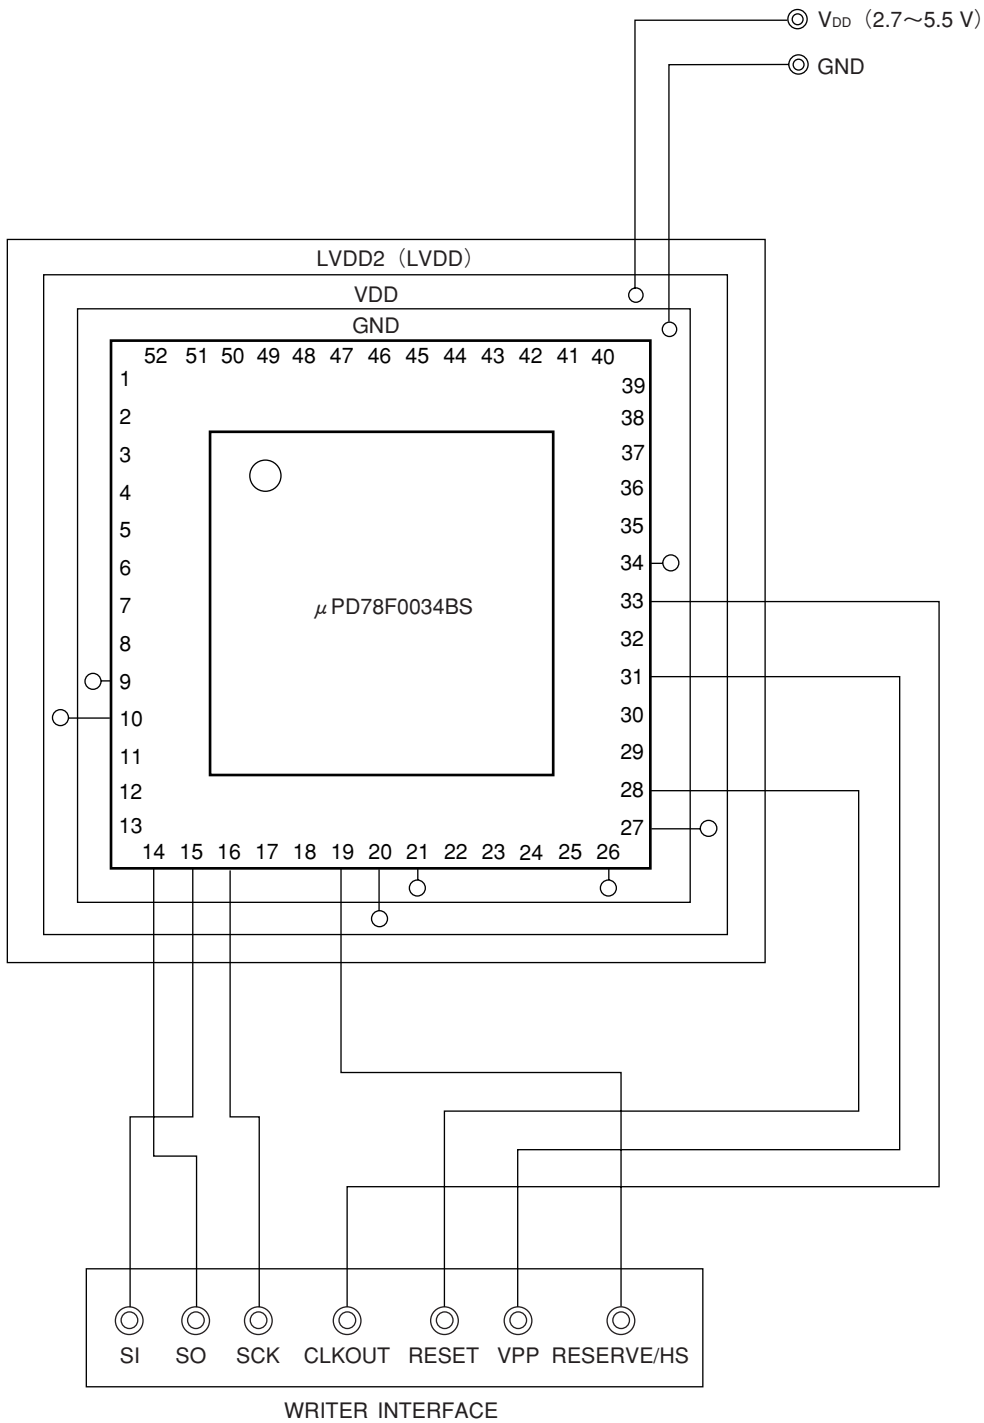 VDD（2.7～5.5 V）
GND
LVDD2（LVDD）
VDD
GND
52 51 50 49 48 47 46 45 44 43 42 41 40
1
2
3
4
5
6
7
8
9
10
11
12
13
39
38
37
36
35
34
33
32
31
30
29
28
27
μPD78F0034BS
14 15 16 17 18 19 20 21 22 23 24 25 26
SI SO SCK CLKOUT RESET VPP RESERVE/HS
WRITER INTERFACE